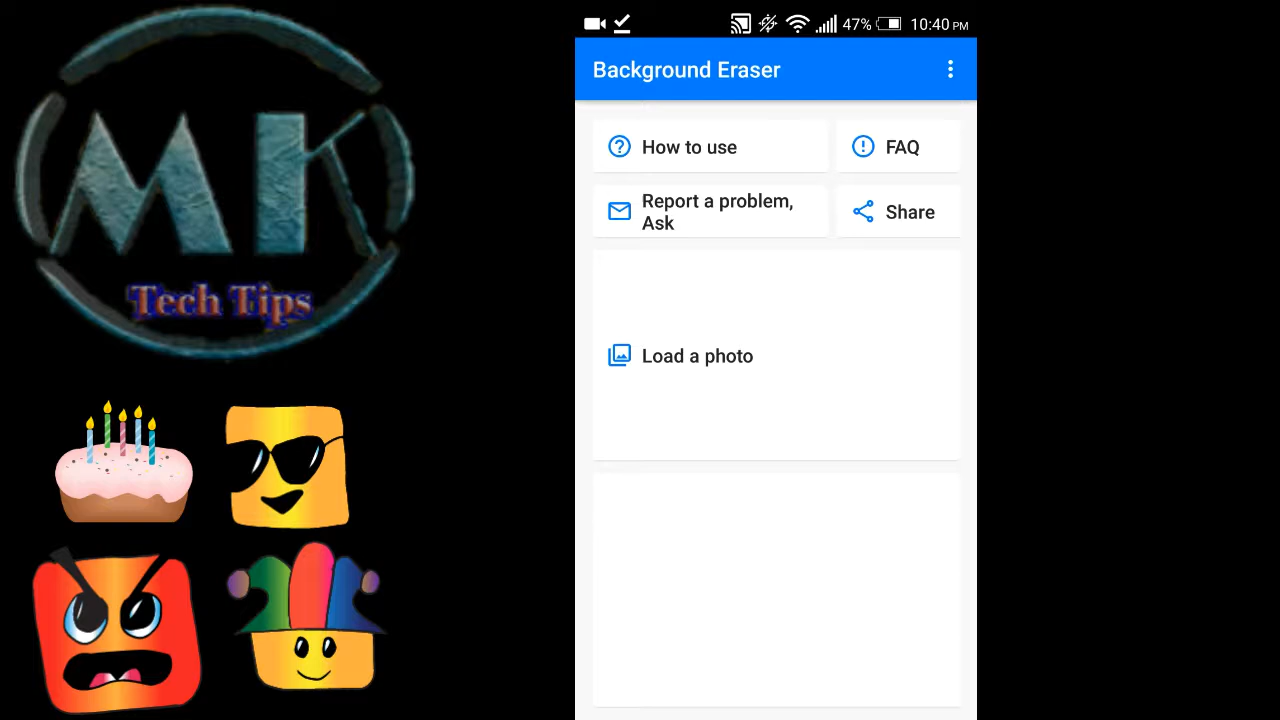 MK
Tech Tips
47% 10:40 PM
Background Eraser
How to use
FAQ
Report a problem,
Ask
Share
Load a photo